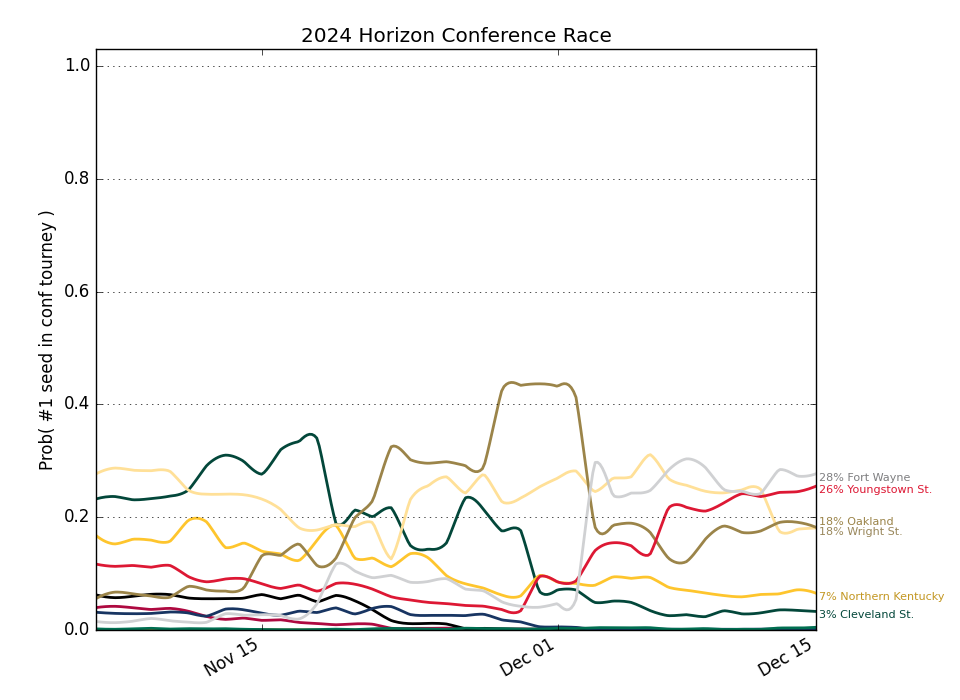 2024 Horizon Conference Race
Prob( #1 seed in conf tourney )
1.0
0.8
0.6
0.4
0.2
0.0
Nov 15
Dec 01
Dec 15
28% Fort Wayne
26% Youngstown St.
18% Oakland
18% Wright St.
7% Northern Kentucky
3% Cleveland St.